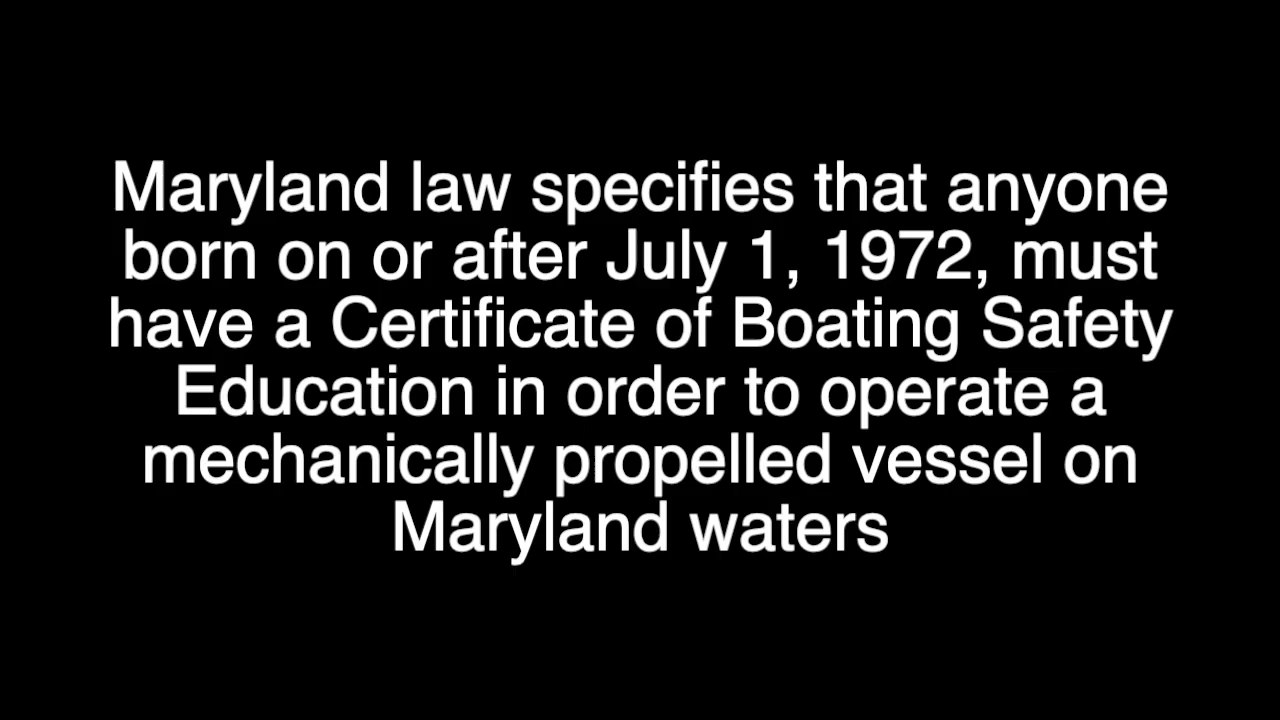 Maryland law specifies that anyone
born on or after July 1, 1972, must
have a Certificate of Boating Safety
Education in order to operate a
mechanically propelled vessel on
Maryland waters